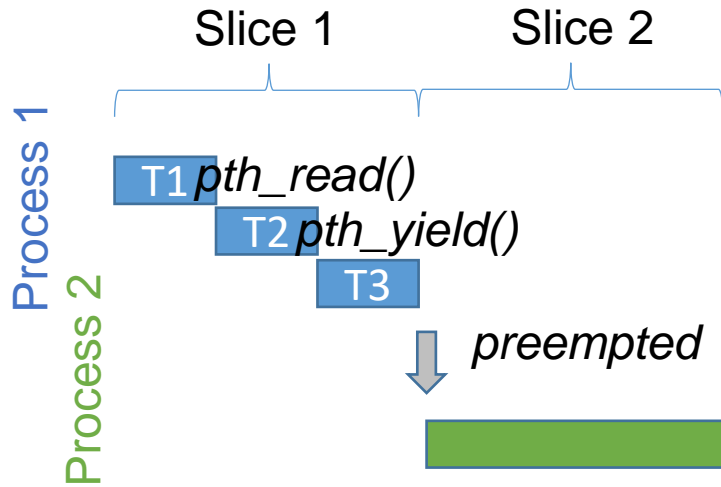 Slice 1
Slice 2
Process 1
Process 2
T1 pth_read()
T2 pth_yield()
T3
preempted